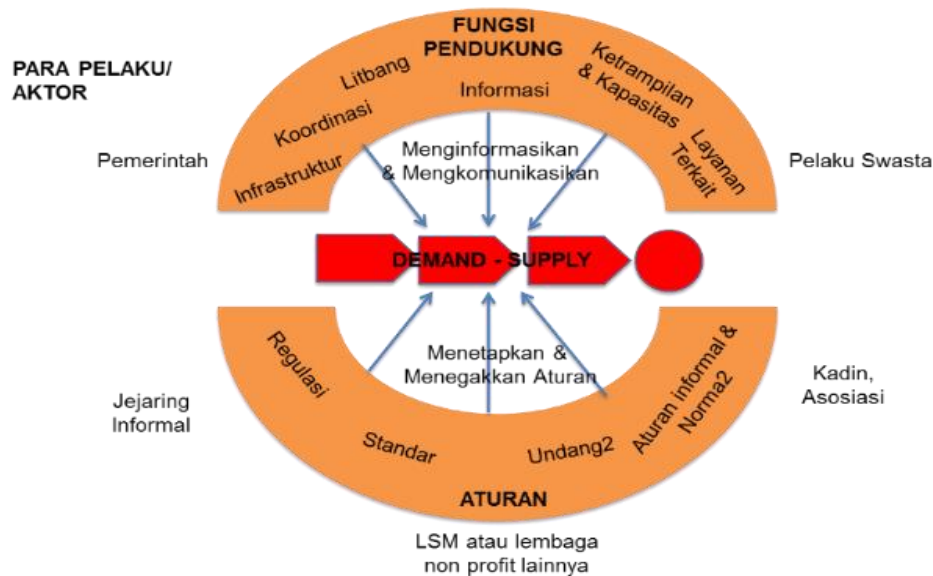 FUNGSI
PENDUKUNG
PARA PELAKU/
AKTOR
Litbang
Informasi
Ketrampilan
& Kapasitas
Koordinasi
Layanan
Terkait
Infrastruktur
Pemerintah
Menginformasikan
& Mengkomunikasikan
Pelaku Swasta
DEMAND - SUPPLY
Regulasi
Menetapkan &
Menegakkan Aturan
Aturan informal &
Norma2
Jejaring
Informal
Kadin,
Asosiasi
Standar
Undang2
ATURAN
LSM atau lembaga
non profit lainnya